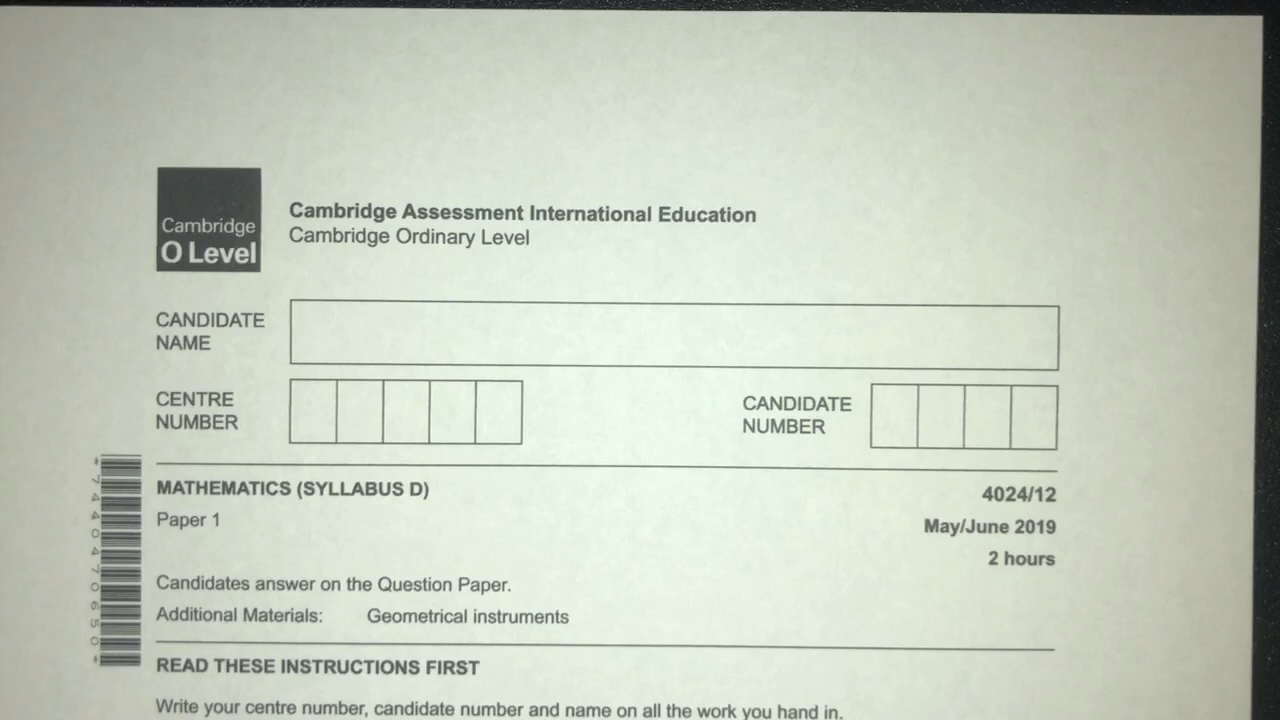 Cambridge
O Level
Cambridge Assessment International Education
Cambridge Ordinary Level
CANDIDATE
NAME
CENTRE
NUMBER
CANDIDATE
NUMBER
*7440470650*
MATHEMATICS (SYLLABUS D)
4024/12
Paper 1
May/June 2019
2 hours
Candidates answer on the Question Paper.
Additional Materials: Geometrical instruments
READ THESE INSTRUCTIONS FIRST
Write your centre number, candidate number and name on all the work you hand in.